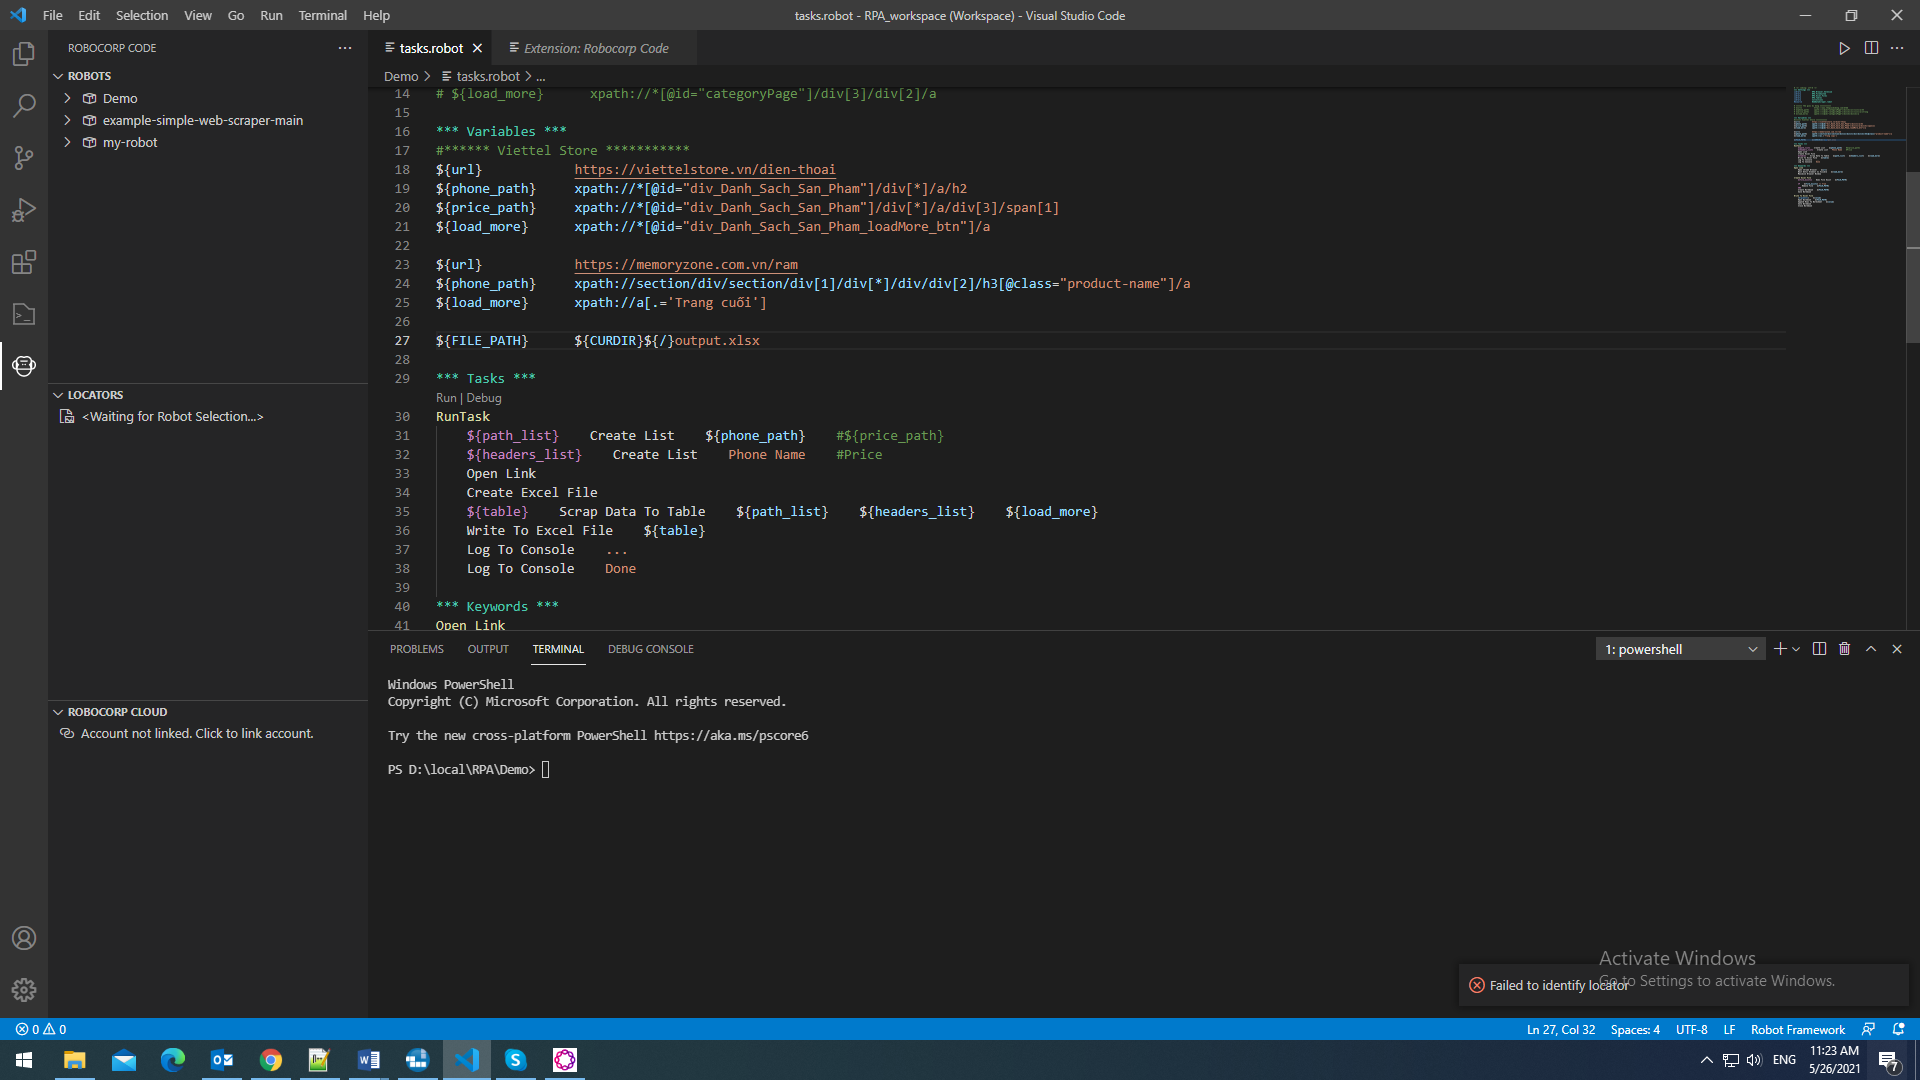 File Edit Selection View Go Run Terminal Help
tasks.robot - RPA_workspace (Workspace) - Visual Studio Code
ROBOCORP CODE
ROBOTS
Demo
example-simple-web-scraper-main
my-robot
LOCATORS
<Waiting for Robot Selection...>
ROBOCORP CLOUD
Account not linked. Click to link account.
tasks.robot
Extension: Robocorp Code
Demo > tasks.robot > ...
14 # ${load_more}      xpath://*[@id="categoryPage"]/div[3]/div[2]/a
15
16 *** Variables ***
17 #****** Viettel Store ***********
18 ${url}            https://viettelstore.vn/dien-thoai
19 ${phone_path}     xpath://*[@id="div_Danh_Sach_San_Pham"]/div[*]/a/h2
20 ${price_path}     xpath://*[@id="div_Danh_Sach_San_Pham"]/div[*]/a/div[3]/span[1]
21 ${load_more}      xpath://*[@id="div_Danh_Sach_San_Pham_loadMore_btn"]/a
22
23 ${url}            https://memoryzone.com.vn/ram
24 ${phone_path}     xpath://section/div/section/div[1]/div[*]/div/div[2]/h3[@class="product-name"]/a
25 ${load_more}      xpath://a[.='Trang cuối']
26
27 ${FILE_PATH}      ${CURDIR}${/}output.xlsx
28
29 *** Tasks ***
Run | Debug
30 RunTask
31     ${path_list}    Create List    ${phone_path}    #${price_path}
32     ${headers_list}    Create List    Phone Name    #Price
33     Open Link
34     Create Excel File
35     ${table}    Scrap Data To Table    ${path_list}    ${headers_list}    ${load_more}
36     Write To Excel File    ${table}
37     Log To Console    ...
38     Log To Console    Done
39
40 *** Keywords ***
41 Open Link
PROBLEMS OUTPUT TERMINAL DEBUG CONSOLE
1: powershell
Windows PowerShell
Copyright (C) Microsoft Corporation. All rights reserved.
Try the new cross-platform PowerShell https://aka.ms/pscore6
PS D:\local\RPA\Demo>
Activate Windows
Go to Settings to activate Windows.
Failed to identify locator
0 0
Ln 27, Col 32 Spaces: 4 UTF-8 LF Robot Framework
ENG
11:23 AM
5/26/2021
7